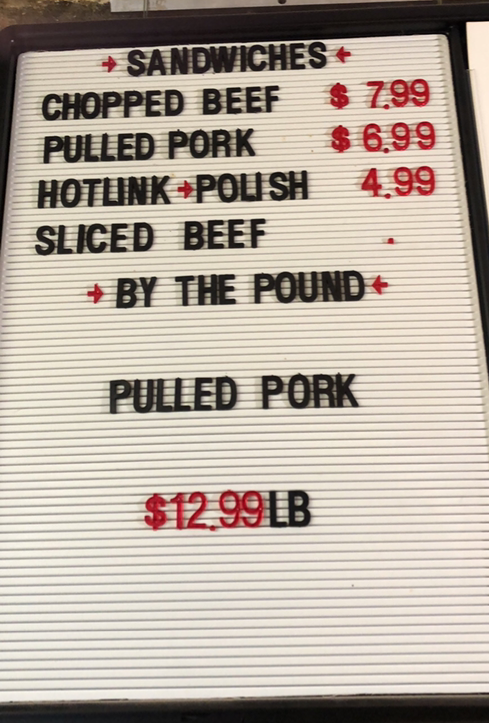 → SANDWICHES ←
CHOPPED BEEF $ 7.99
PULLED PORK $ 6.99
HOTLINK→POLISH 4.99
SLICED BEEF .
→ BY THE POUND ←
PULLED PORK
$12.99LB